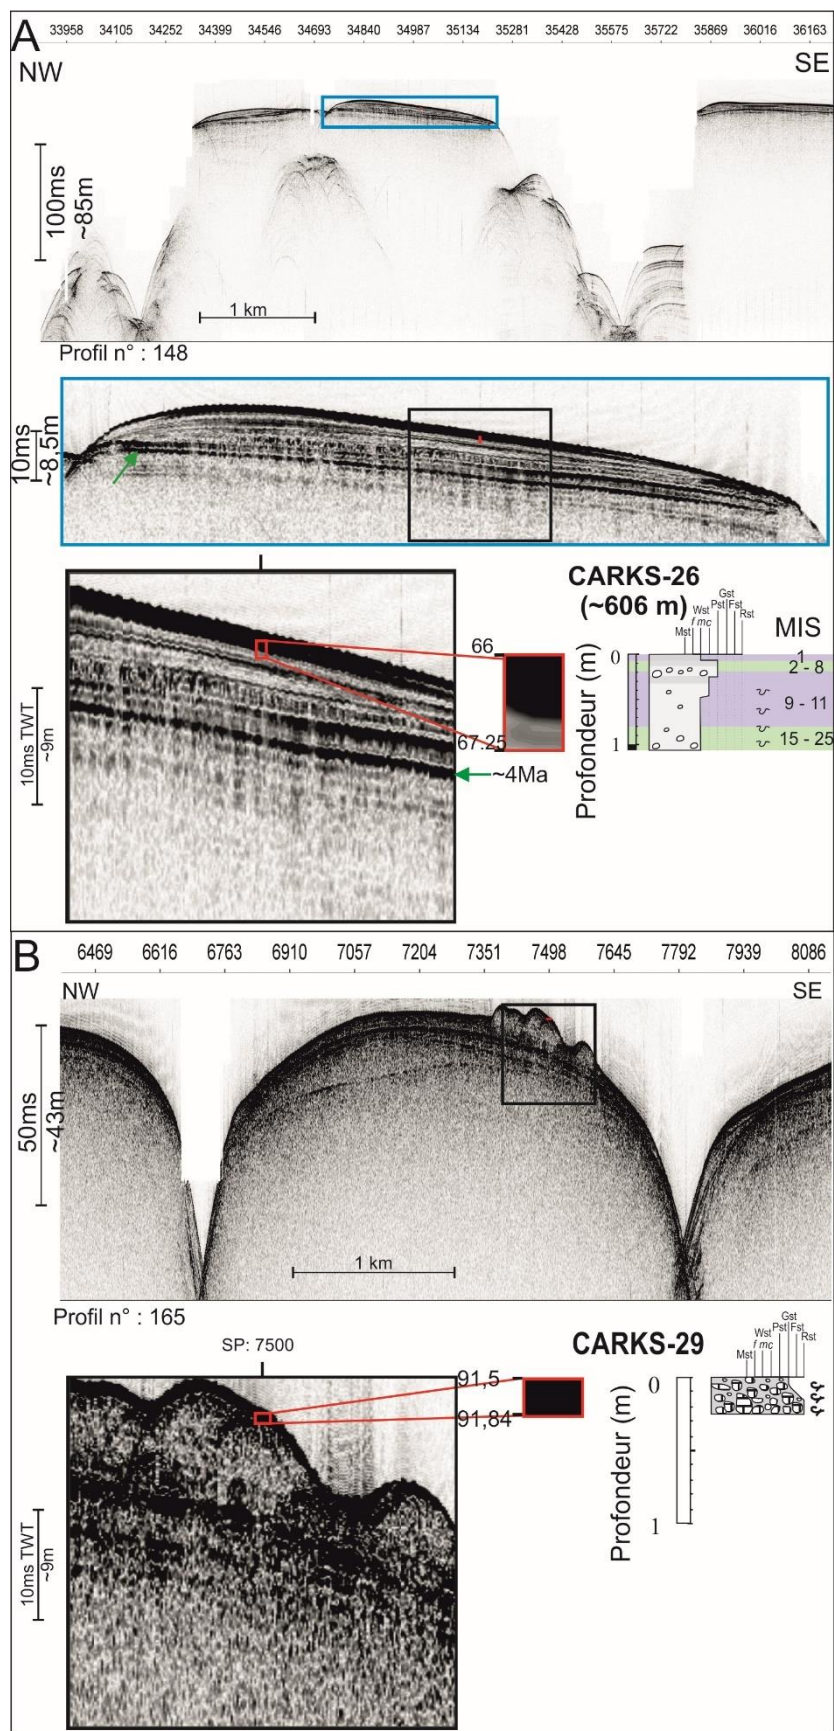 A
33958 34105 34252 34399 34546 34693 34840 34987 35134 35281 35428 35575 35722 35869 36016 36163
NW SE
100ms
~85m
1 km
Profil n° : 148
10ms
~8,5m
CARKS-26
(~606 m)
Mst f Wst mc Pst Gst Fst Rst
MIS
66
67.25
10ms TWT
~9m
~4Ma
Profondeur (m)
0
1
1
2 - 8
9 - 11
15 - 25
B
6469 6616 6763 6910 7057 7204 7351 7498 7645 7792 7939 8086
NW SE
50ms
~43m
1 km
Profil n° : 165
SP: 7500
CARKS-29
Mst f Wst mc Pst Gst Fst Rst
91,5
91,84
10ms TWT
~9m
Profondeur (m)
0
1